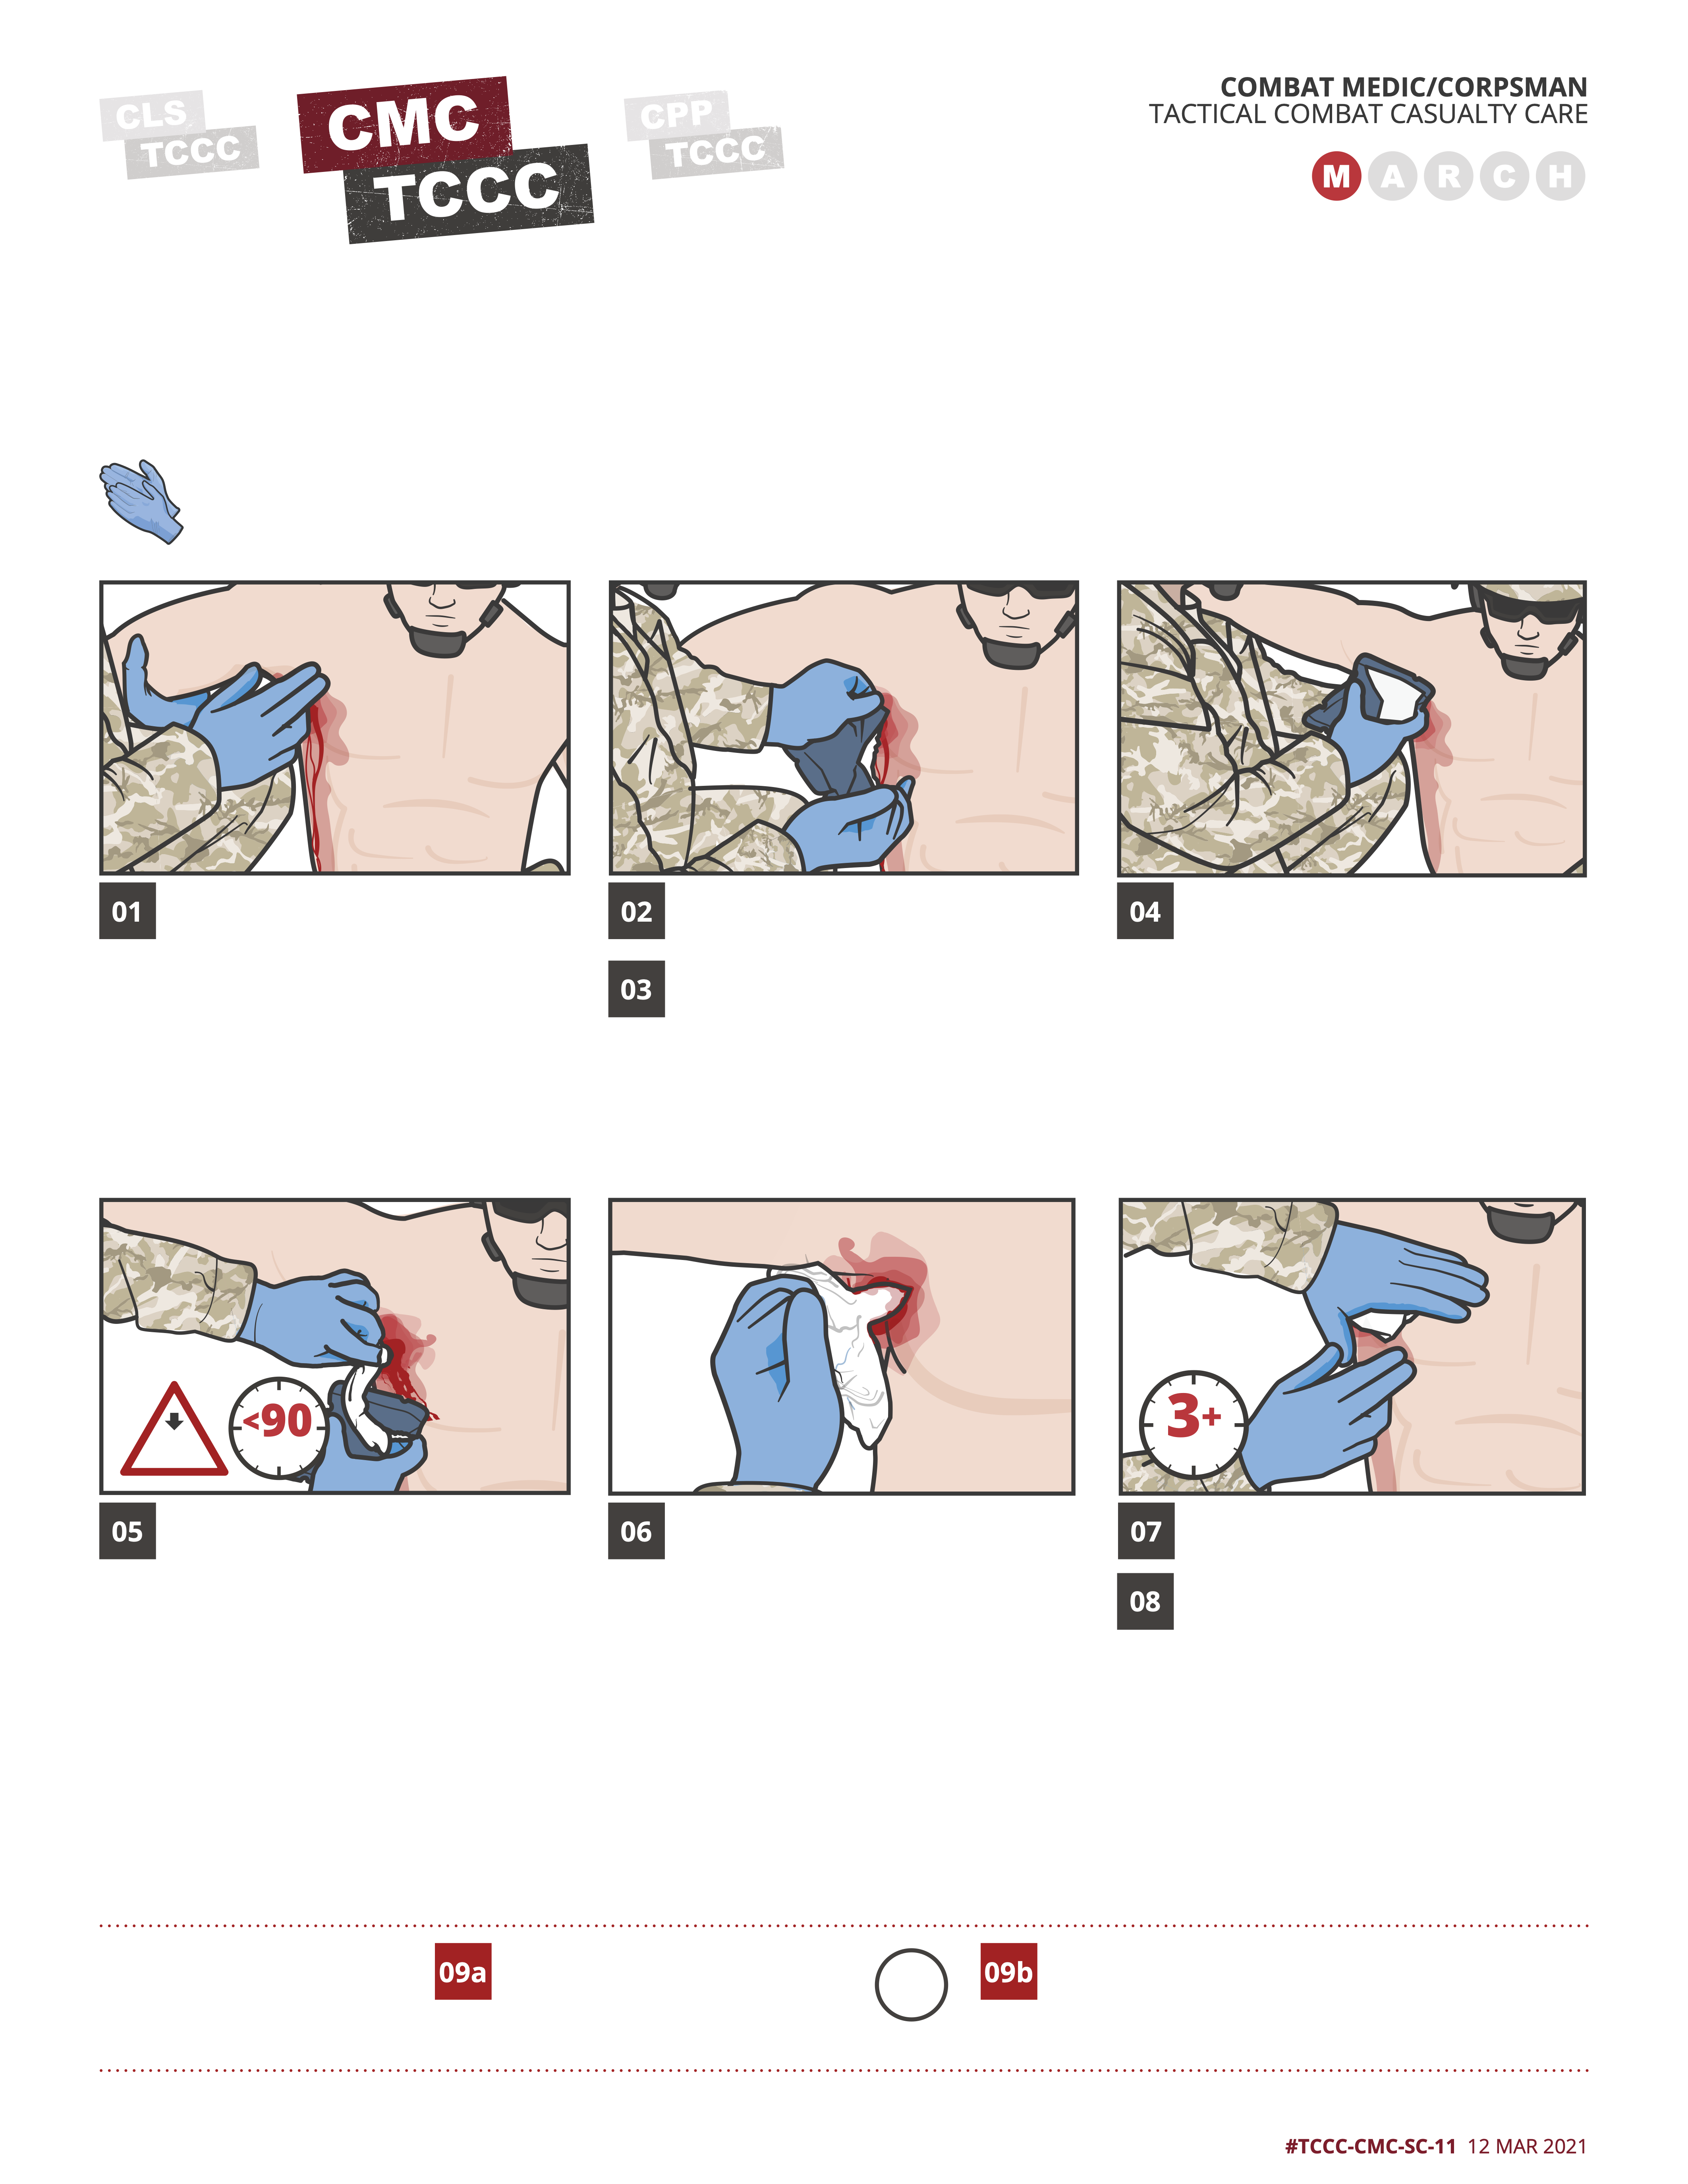 CLS
TCCC
CMC
TCCC
CPP
TCCC
COMBAT MEDIC/CORPSMAN
TACTICAL COMBAT CASUALTY CARE
M A R C H
01
02
03
04
<90
3+
05
06
07
08
09a
09b
#TCCC-CMC-SC-11 12 MAR 2021